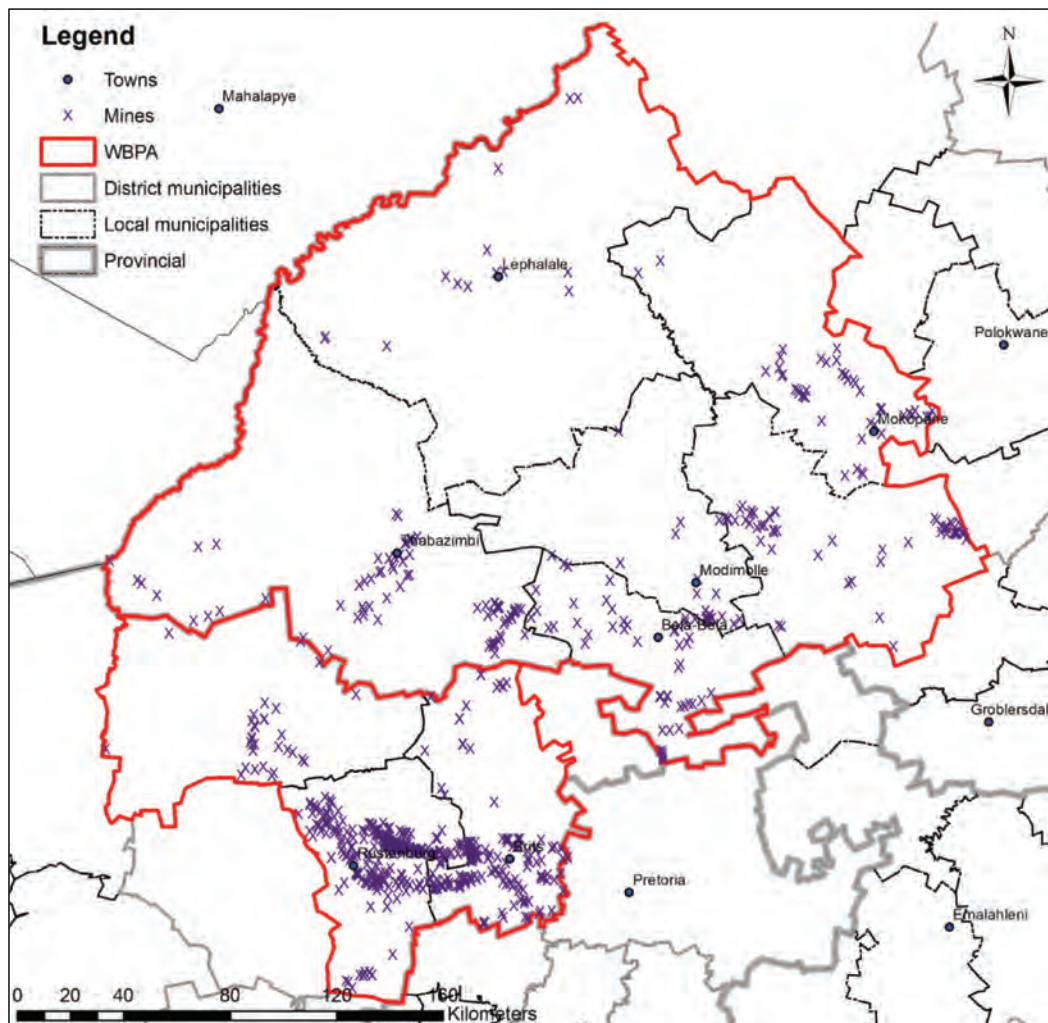 Legend
Towns
Mines
WBPA
District municipalities
Local municipalities
Provincial
N
Mahalapye
Lephalale
Polokwane
Mokopane
Thabazimbi
Modimolle
Bela-Bela
Groblersdal
Rustenburg
Brits
Pretoria
Emalahleni
0 20 40 80 120 160
Kilometers